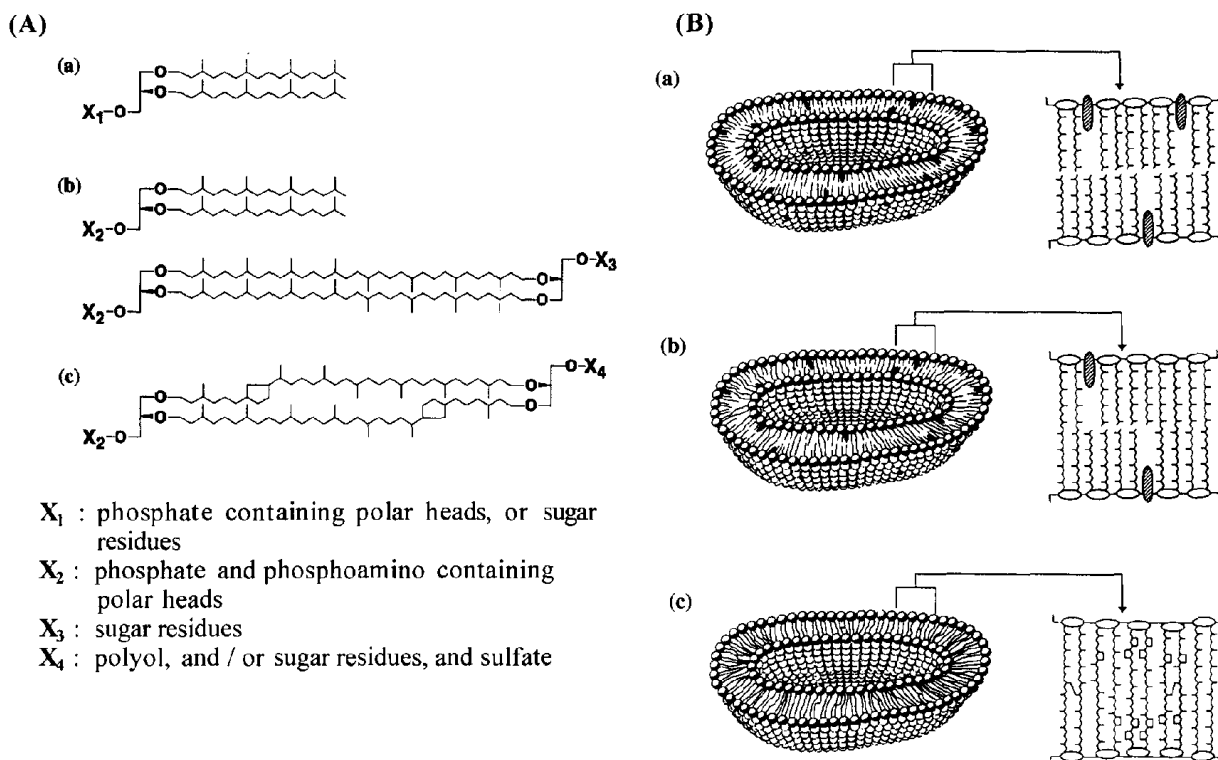 (A)
(a)
O
O
X₁-O
(b)
O
O
X₂-O
O-X₃
O
O
O
O
X₂-O
(c)
O-X₄
O
O
O
O
X₂-O
X₁ : phosphate containing polar heads, or sugar
residues
X₂ : phosphate and phosphoamino containing
polar heads
X₃ : sugar residues
X₄ : polyol, and / or sugar residues, and sulfate
(B)
(a)
(b)
(c)